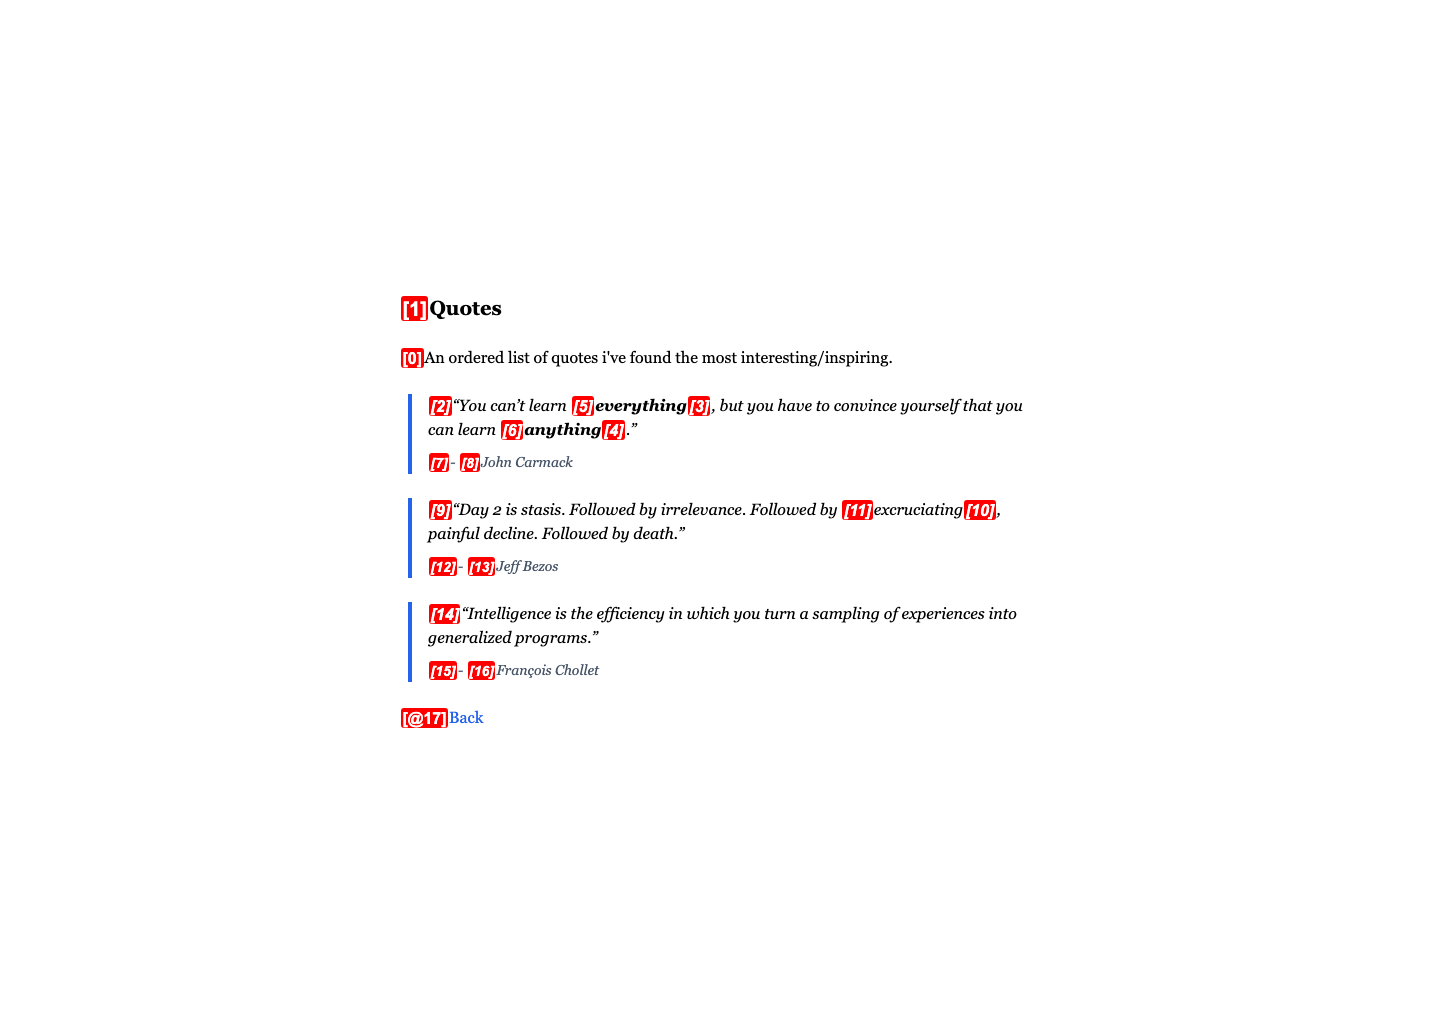 [1]Quotes
[0]An ordered list of quotes i've found the most interesting/inspiring.
[2]“You can’t learn [5]everything[3], but you have to convince yourself that you
can learn [6]anything[4].”
[7]- [8]John Carmack
[9]“Day 2 is stasis. Followed by irrelevance. Followed by [11]excruciating[10],
painful decline. Followed by death.”
[12]- [13]Jeff Bezos
[14]“Intelligence is the efficiency in which you turn a sampling of experiences into
generalized programs.”
[15]- [16]François Chollet
[@17]Back